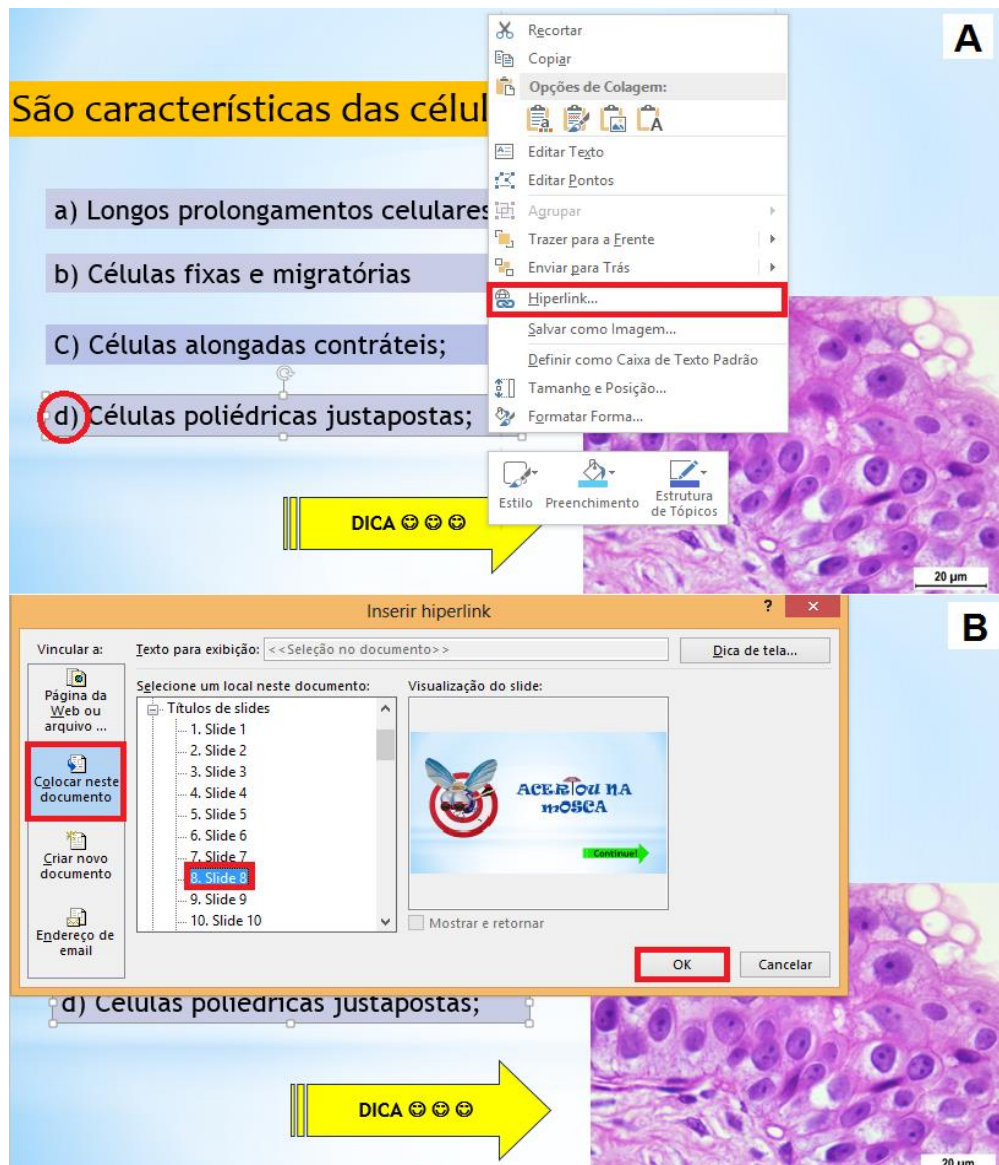 A
São características das célul
a) Longos prolongamentos celulares
b) Células fixas e migratórias
C) Células alongadas contráteis;
d) Células poliédricas justapostas;
DICA ☺ ☺ ☺
Recortar
Copiar
Opções de Colagem:
Editar Texto
Editar Pontos
Agrupar
Trazer para a Frente
Enviar para Trás
Hiperlink...
Salvar como Imagem...
Definir como Caixa de Texto Padrão
Tamanho e Posição...
Formatar Forma...
Estilo Preenchimento Estrutura de Tópicos
20 µm
B
Inserir hiperlink
? ×
Vincular a:
Texto para exibição: <<Seleção no documento>>
Dica de tela...
Página da
Web ou
arquivo ...
Colocar neste
documento
Criar novo
documento
Endereço de
email
Selecione um local neste documento:
Títulos de slides
1. Slide 1
2. Slide 2
3. Slide 3
4. Slide 4
5. Slide 5
6. Slide 6
7. Slide 7
8. Slide 8
9. Slide 9
10. Slide 10
Visualização do slide:
ACERTOU NA
MOSCA
Continue!
Mostrar e retornar
OK
Cancelar
d) Células poliédricas justapostas;
DICA ☺ ☺ ☺
20 µm